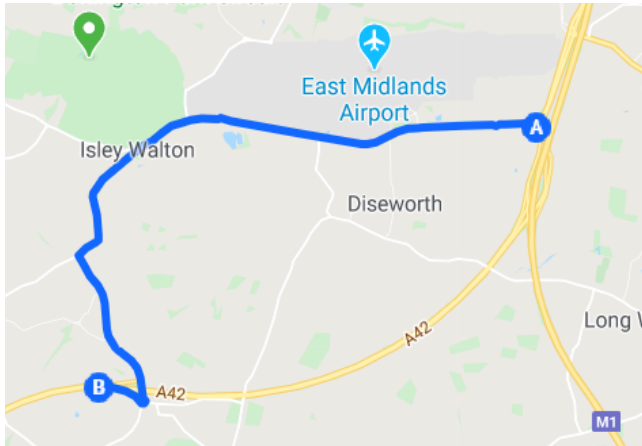 East Midlands
Airport
A
Isley Walton
Diseworth
Long W
A42
B
A42
M1